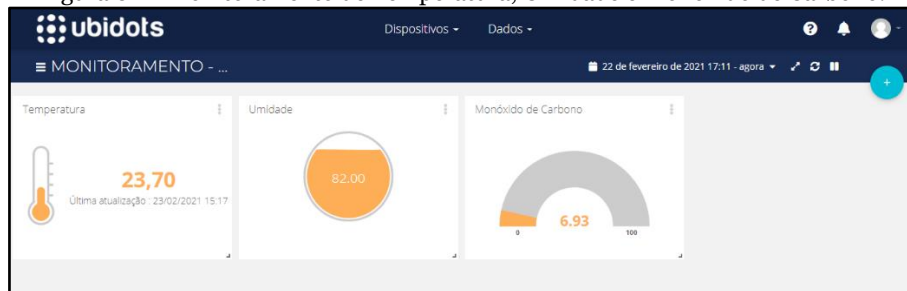 ubidots
Dispositivos
Dados
MONITORAMENTO - ...
22 de fevereiro de 2021 17:11 - agora
+
Temperatura
23,70
Última atualização : 23/02/2021 15:17
Umidade
82.00
Monóxido de Carbono
6.93
0
100